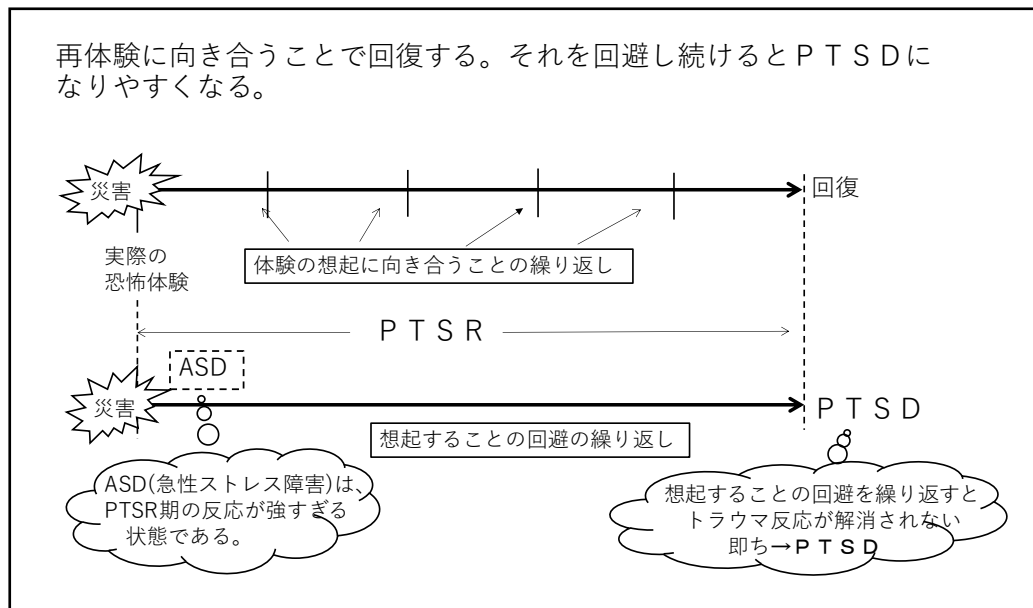 再体験に向き合うことで回復する。それを回避し続けるとＰＴＳＤに
なりやすくなる。
災害
回復
実際の
恐怖体験
体験の想起に向き合うことの繰り返し
ＰＴＳＲ
ASD
災害
ＰＴＳＤ
想起することの回避の繰り返し
ASD(急性ストレス障害)は、
PTSR期の反応が強すぎる
状態である。
想起することの回避を繰り返すと
トラウマ反応が解消されない
即ち→ＰＴＳＤ